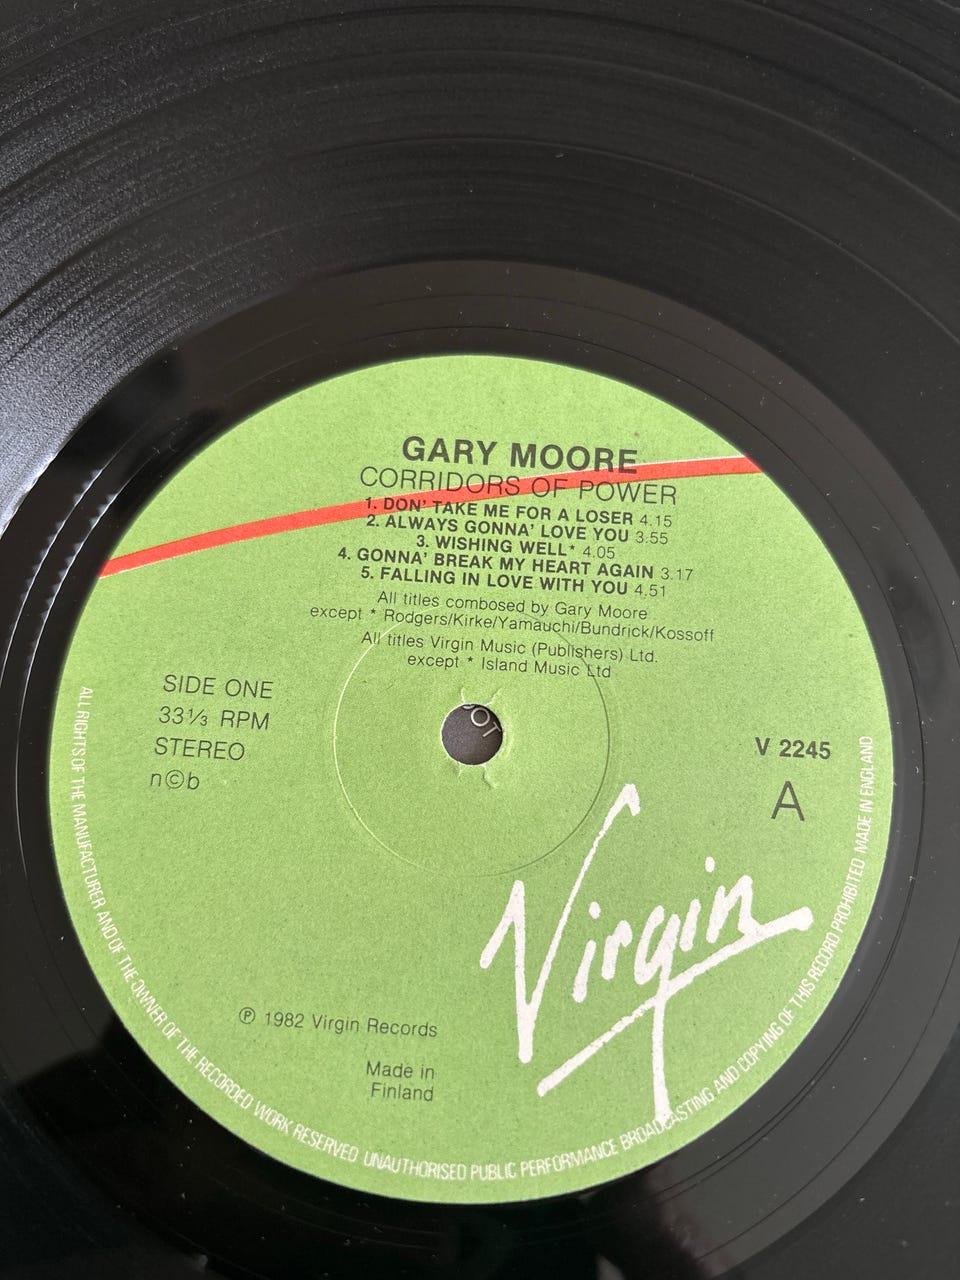 GARY MOORE
CORRIDORS OF POWER
1. DON' TAKE ME FOR A LOSER 4.15
2. ALWAYS GONNA' LOVE YOU 3.55
3. WISHING WELL* 4.05
4. GONNA' BREAK MY HEART AGAIN 3.17
5. FALLING IN LOVE WITH YOU 4.51
All titles composed by Gary Moore
except * Rodgers/Kirke/Yamauchi/Bundrick/Kossoff
All titles Virgin Music (Publishers) Ltd.
except * Island Music Ltd
SIDE ONE
33⅓ RPM
STEREO
n©b
V 2245
A
Virgin
℗ 1982 Virgin Records
Made in
Finland
ALL RIGHTS OF THE MANUFACTURER AND OF THE OWNER OF THE RECORDED WORK RESERVED UNAUTHORISED PUBLIC PERFORMANCE BROADCASTING AND COPYING OF THIS RECORD PROHIBITED MADE IN ENGLAND